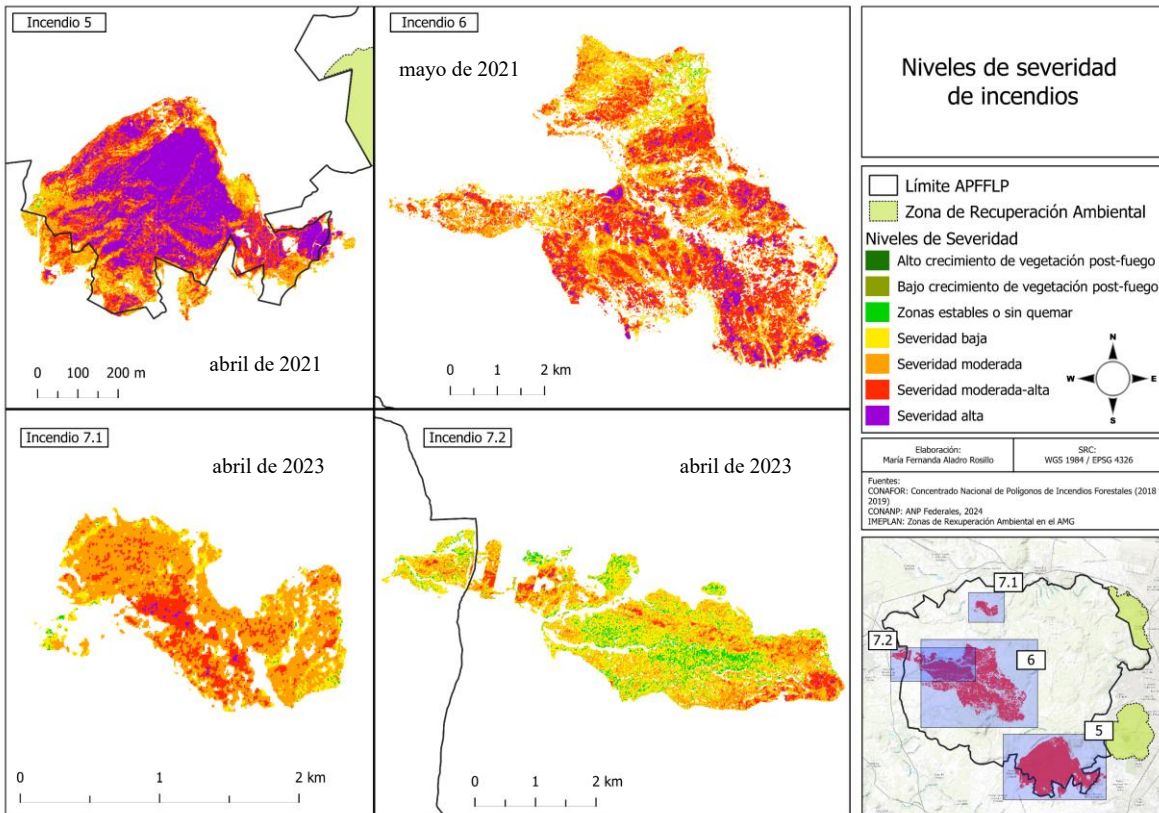 Incendio 5
abril de 2021
0 100 200 m
Incendio 6
mayo de 2021
0 1 2 km
Incendio 7.1
abril de 2023
0 1 2 km
Incendio 7.2
abril de 2023
0 1 2 km
Niveles de severidad
de incendios
Límite APFFLP
Zona de Recuperación Ambiental
Niveles de Severidad
Alto crecimiento de vegetación post-fuego
Bajo crecimiento de vegetación post-fuego
Zonas estables o sin quemar
Severidad baja
Severidad moderada
Severidad moderada-alta
Severidad alta
N
W E
S
Elaboración:
María Fernanda Aladro Rosillo
SRC:
WGS 1984 / EPSG 4326
Fuentes:
CONAFOR: Concentrado Nacional de Polígonos de Incendios Forestales (2018
2019)
CONANP: ANP Federales, 2024
IMEPLAN: Zonas de Rexuperación Ambiental en el AMG
7.1
7.2
6
5